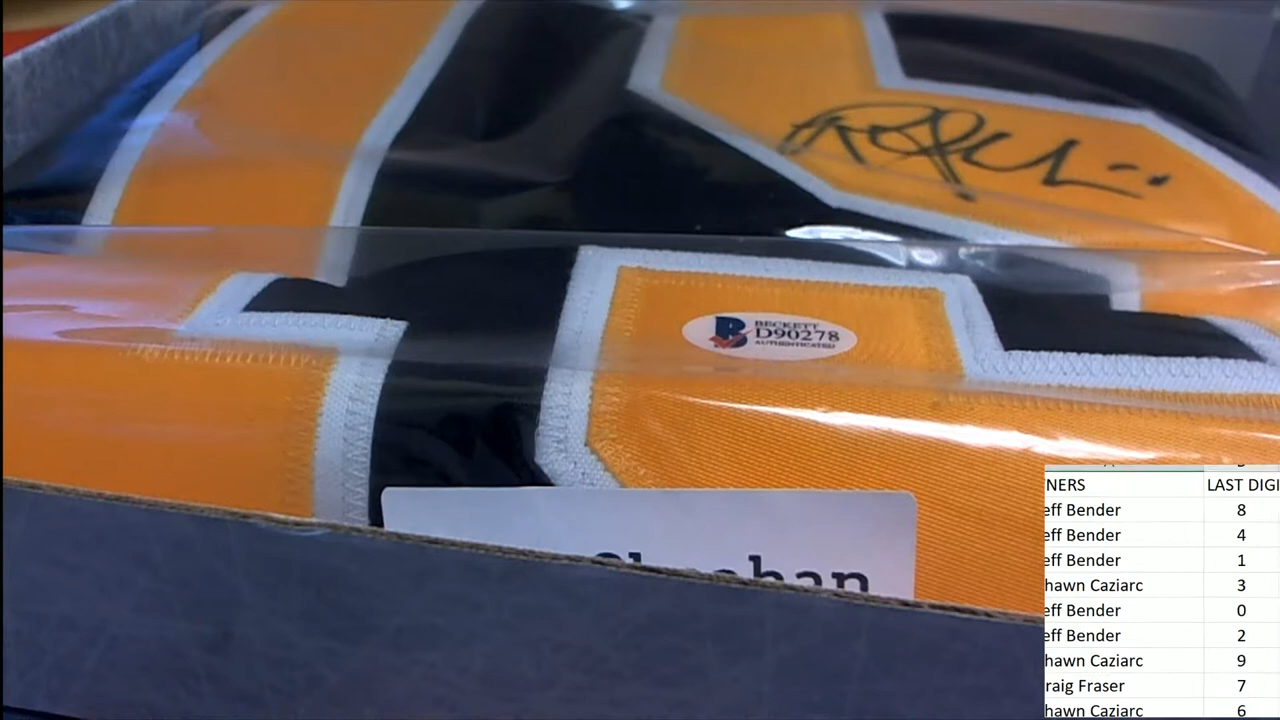 BECKETT
D90278
AUTHENTICATED
NERS LAST DIGI
eff Bender 8
eff Bender 4
eff Bender 1
hawn Caziarc 3
eff Bender 0
eff Bender 2
hawn Caziarc 9
raig Fraser 7
hawn Caziarc 6